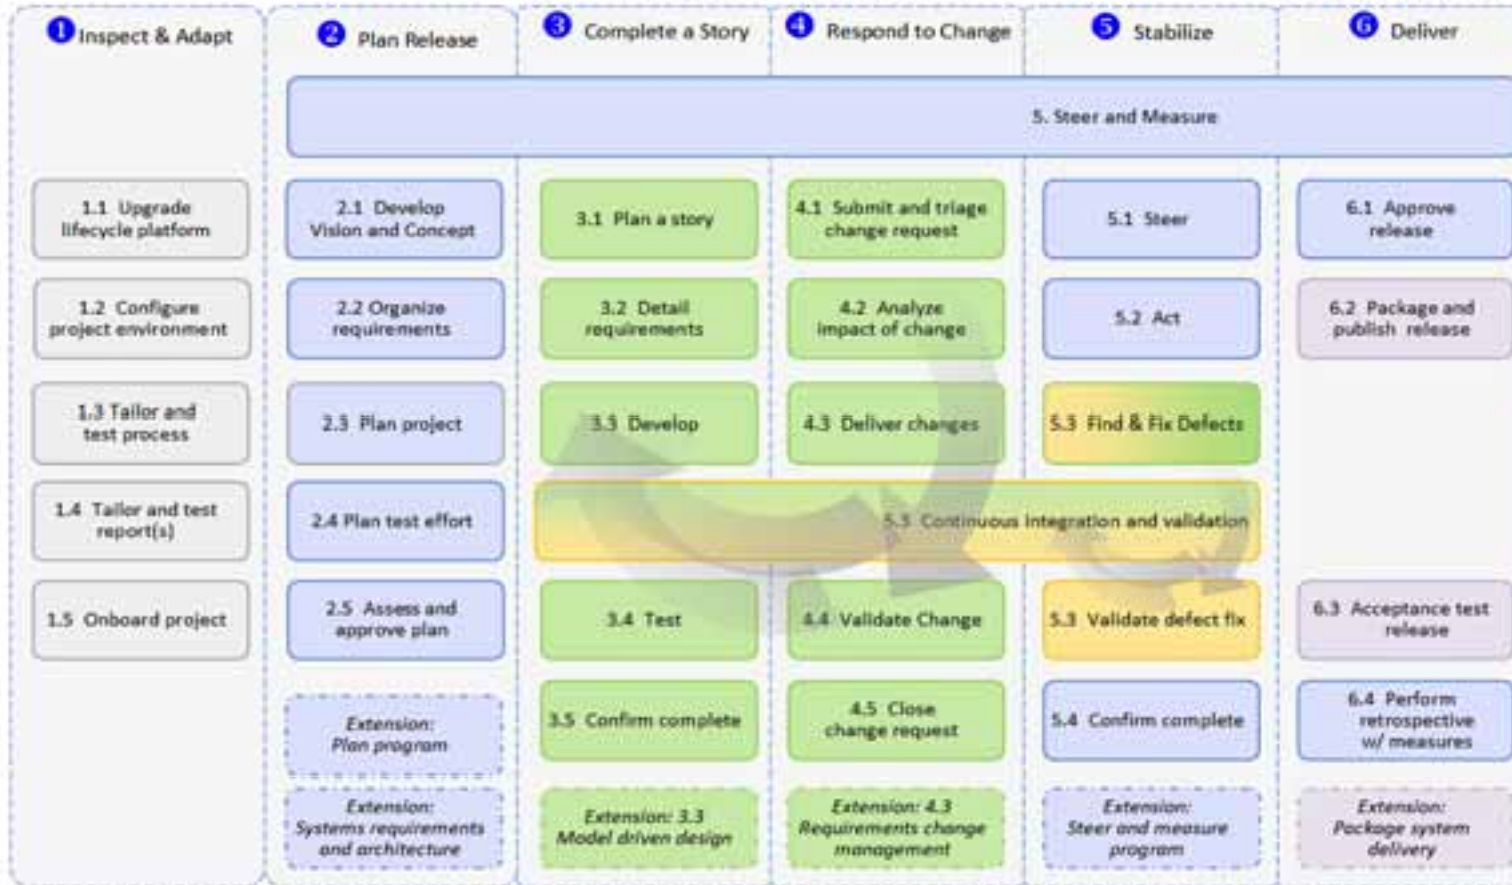 1 Inspect & Adapt
2 Plan Release
3 Complete a Story
4 Respond to Change
5 Stabilize
6 Deliver
5. Steer and Measure
1.1 Upgrade
lifecycle platform
2.1 Develop
Vision and Concept
3.1 Plan a story
4.1 Submit and triage
change request
5.1 Steer
6.1 Approve
release
1.2 Configure
project environment
2.2 Organize
requirements
3.2 Detail
requirements
4.2 Analyze
impact of change
5.2 Act
6.2 Package and
publish release
1.3 Tailor and
test process
2.3 Plan project
3.3 Develop
4.3 Deliver changes
5.3 Find & Fix Defects
1.4 Tailor and test
report(s)
2.4 Plan test effort
5.3 Continuous integration and validation
1.5 Onboard project
2.5 Assess and
approve plan
3.4 Test
4.4 Validate Change
5.3 Validate defect fix
6.3 Acceptance test
release
Extension:
Plan program
3.5 Confirm complete
4.5 Close
change request
5.4 Confirm complete
6.4 Perform
retrospective
w/ measures
Extension:
Systems requirements
and architecture
Extension: 3.3
Model driven design
Extension: 4.3
Requirements change
management
Extension:
Steer and measure
program
Extension:
Package system
delivery